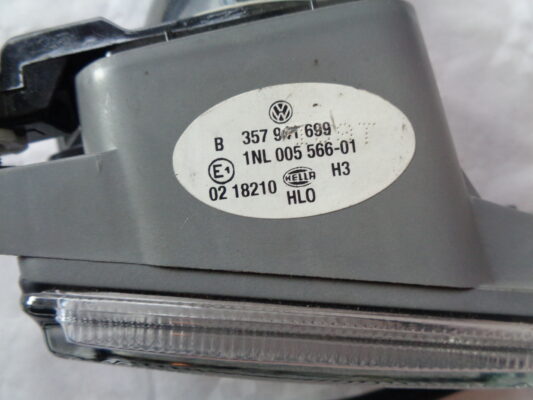 B 357 941 699
1NL 005 566-01
E1 HELLA H3
02 18210 HLO